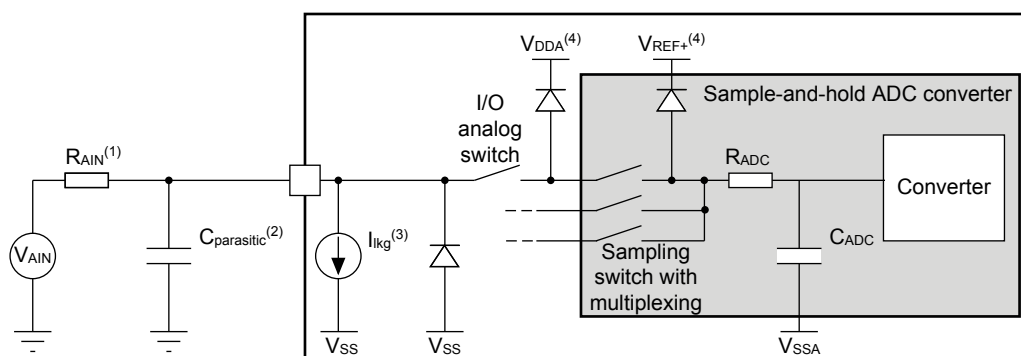 VDDA(4)
VREF+(4)
Sample-and-hold ADC converter
I/O
analog
switch
RAIN(1)
RADC
Converter
VAIN
Cparasitic(2)
Ilkg(3)
CADC
Sampling
switch with
multiplexing
VSS
VSS
VSSA